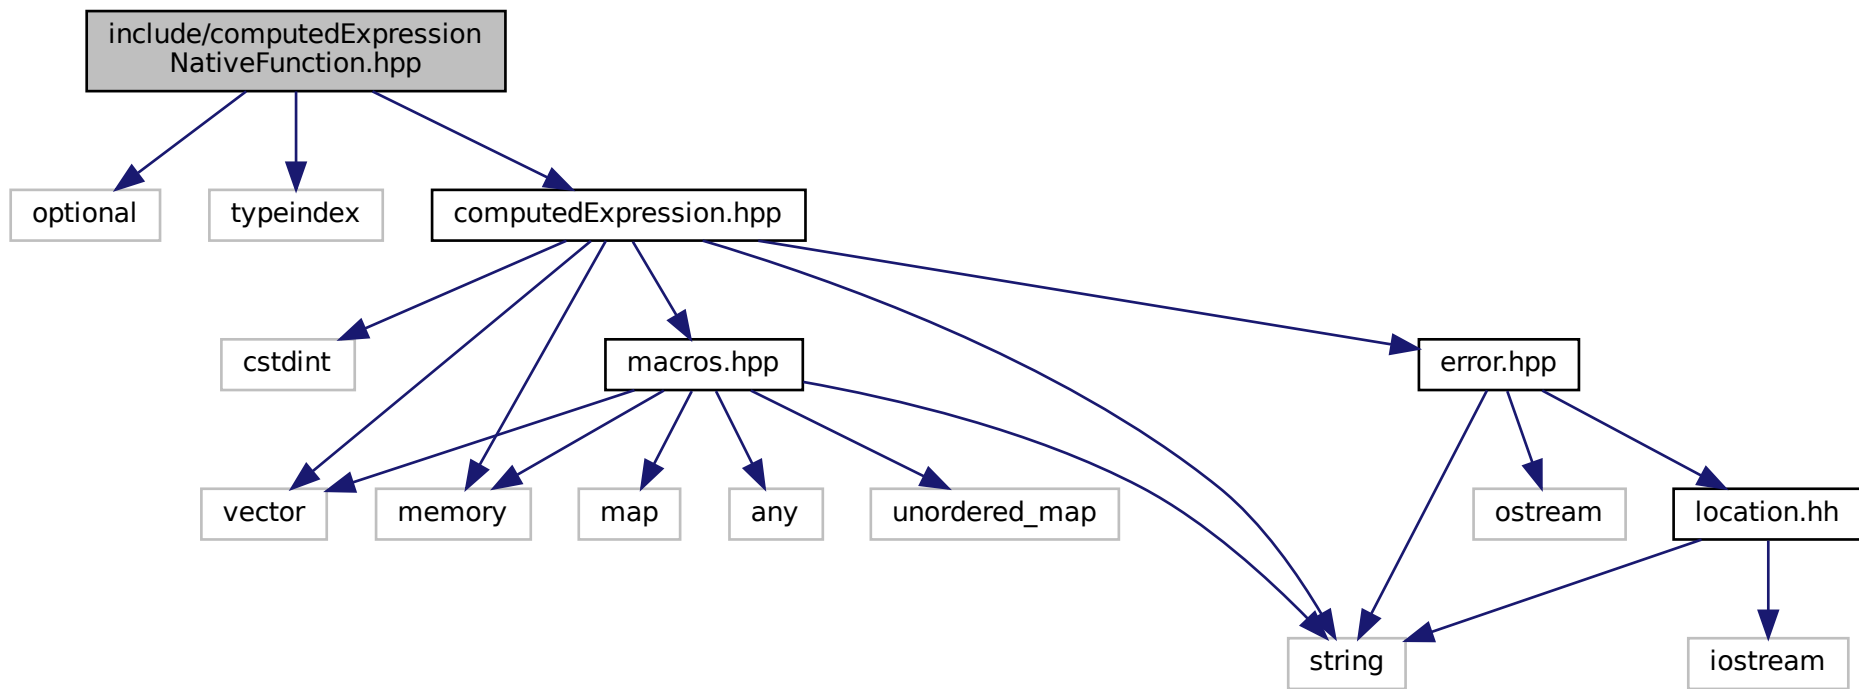 include/computedExpression
NativeFunction.hpp
optional
typeindex
computedExpression.hpp
cstdint
macros.hpp
error.hpp
vector
memory
map
any
unordered_map
ostream
location.hh
string
iostream